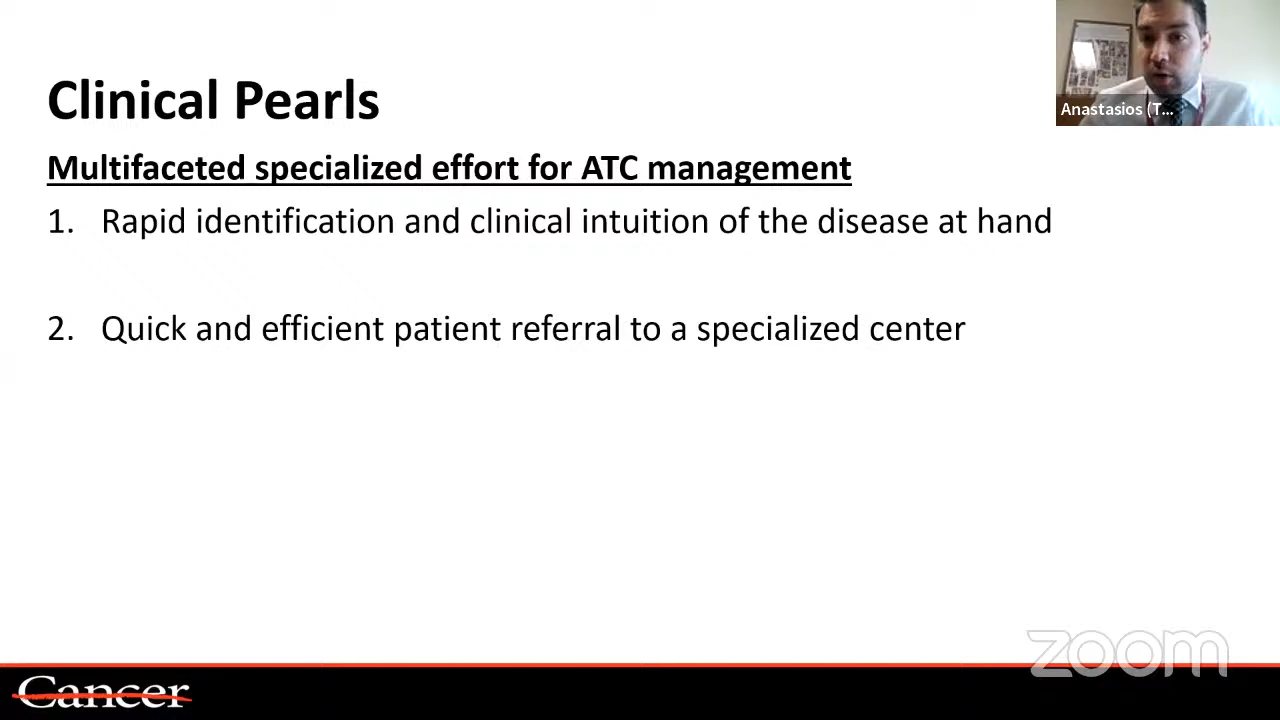 Clinical Pearls
Anastasios (T...
Multifaceted specialized effort for ATC management
1. Rapid identification and clinical intuition of the disease at hand
2. Quick and efficient patient referral to a specialized center
zoom
Cancer